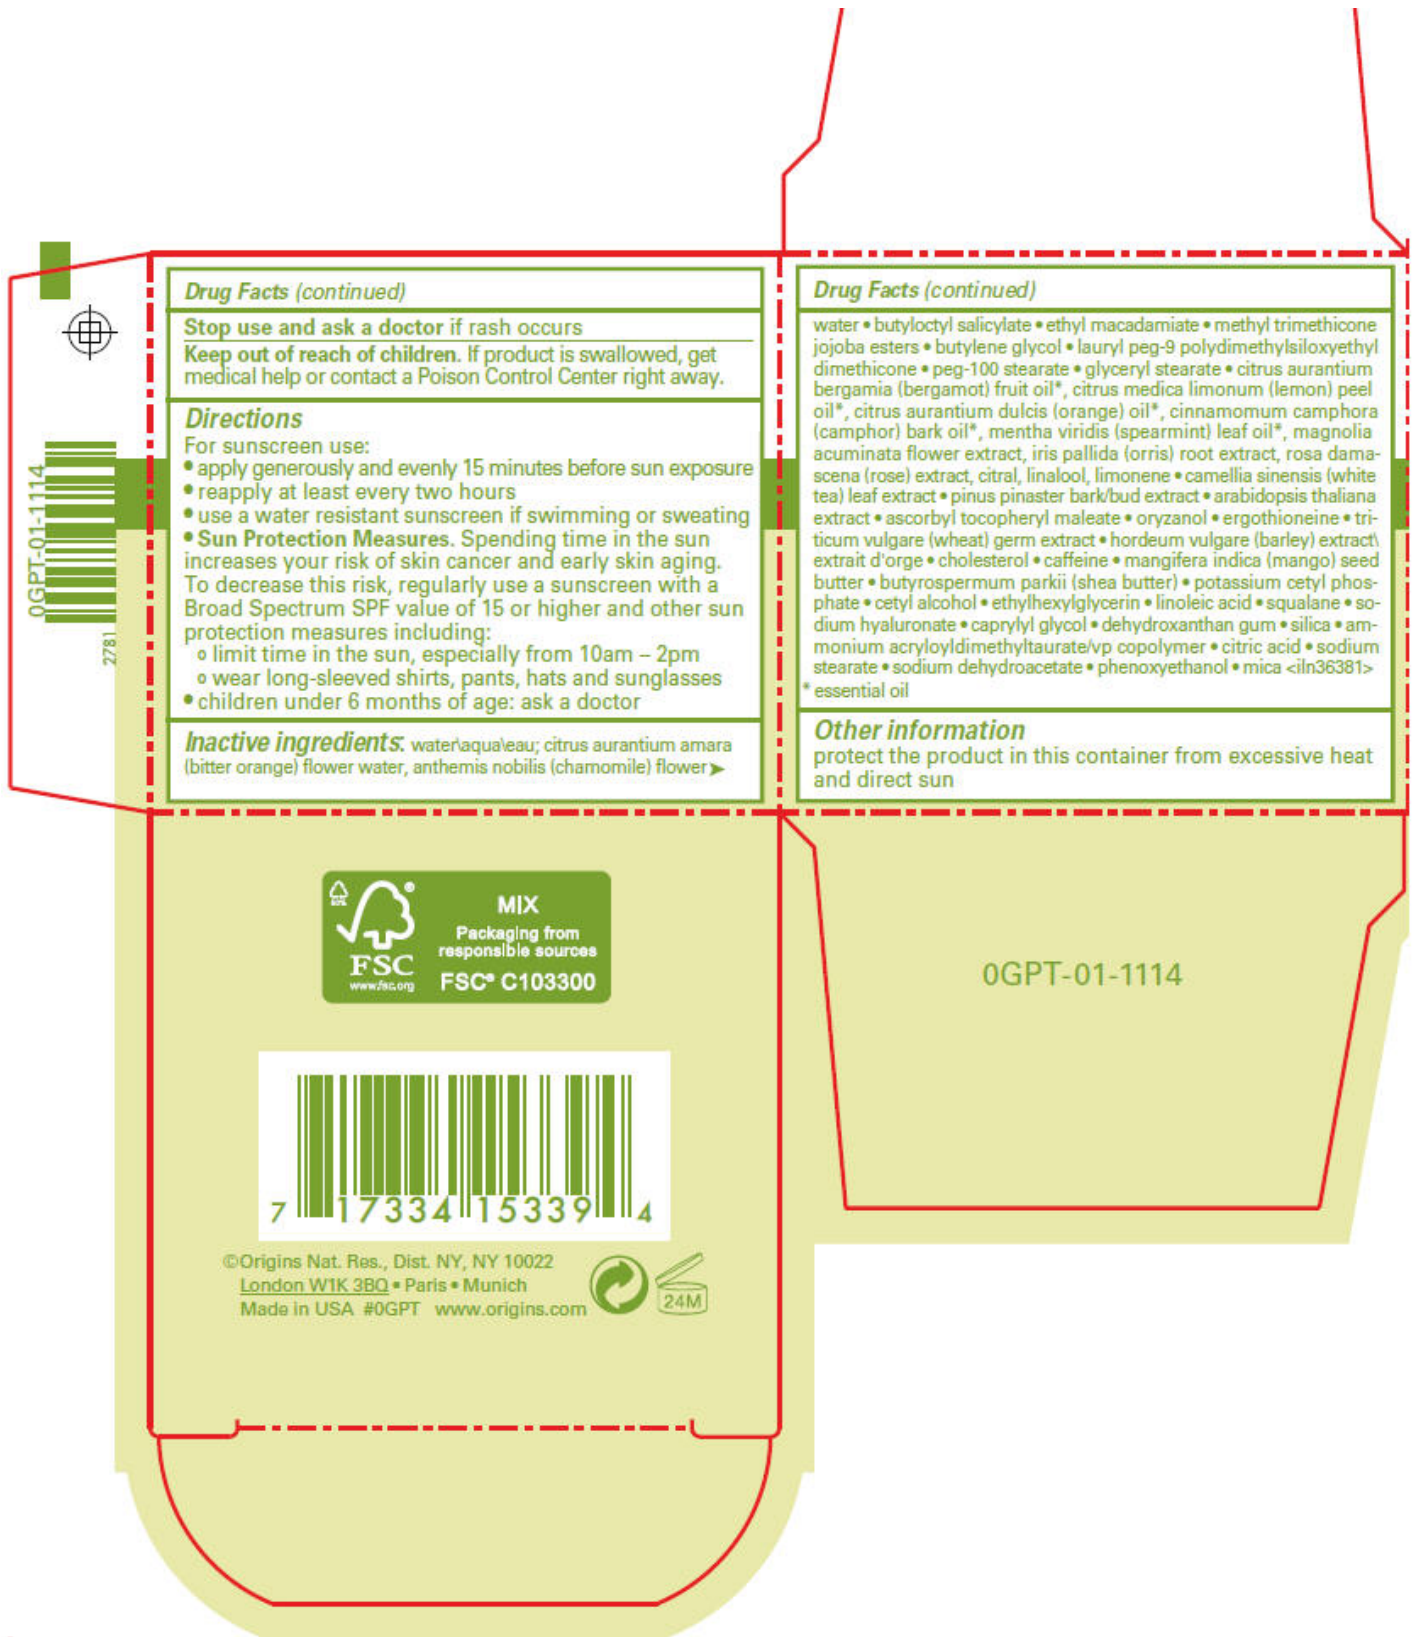 Drug Facts (continued)
Stop use and ask a doctor if rash occurs
Keep out of reach of children. If product is swallowed, get
medical help or contact a Poison Control Center right away.
Directions
For sunscreen use:
• apply generously and evenly 15 minutes before sun exposure
• reapply at least every two hours
• use a water resistant sunscreen if swimming or sweating
• Sun Protection Measures. Spending time in the sun
increases your risk of skin cancer and early skin aging.
To decrease this risk, regularly use a sunscreen with a
Broad Spectrum SPF value of 15 or higher and other sun
protection measures including:
o limit time in the sun, especially from 10am – 2pm
o wear long-sleeved shirts, pants, hats and sunglasses
• children under 6 months of age: ask a doctor
Inactive ingredients: water\aqua\eau; citrus aurantium amara
(bitter orange) flower water, anthemis nobilis (chamomile) flower➤
Drug Facts (continued)
water • butyloctyl salicylate • ethyl macadamiate • methyl trimethicone
jojoba esters • butylene glycol • lauryl peg-9 polydimethylsiloxyethyl
dimethicone • peg-100 stearate • glyceryl stearate • citrus aurantium
bergamia (bergamot) fruit oil*, citrus medica limonum (lemon) peel
oil*, citrus aurantium dulcis (orange) oil*, cinnamomum camphora
(camphor) bark oil*, mentha viridis (spearmint) leaf oil*, magnolia
acuminata flower extract, iris pallida (orris) root extract, rosa dama-
scena (rose) extract, citral, linalool, limonene • camellia sinensis (white
tea) leaf extract • pinus pinaster bark/bud extract • arabidopsis thaliana
extract • ascorbyl tocopheryl maleate • oryzanol • ergothioneine • tri-
ticum vulgare (wheat) germ extract • hordeum vulgare (barley) extract\
extrait d'orge • cholesterol • caffeine • mangifera indica (mango) seed
butter • butyrospermum parkii (shea butter) • potassium cetyl phos-
phate • cetyl alcohol • ethylhexylglycerin • linoleic acid • squalane • so-
dium hyaluronate • caprylyl glycol • dehydroxanthan gum • silica • am-
monium acryloyldimethyltaurate/vp copolymer • citric acid • sodium
stearate • sodium dehydroacetate • phenoxyethanol • mica <iln36381>
* essential oil
Other information
protect the product in this container from excessive heat
and direct sun
0GPT-01-1114
2781
MIX
Packaging from
responsible sources
FSC® C103300
FSC
www.fsc.org
0GPT-01-1114
7 17334 15339 4
©Origins Nat. Res., Dist. NY, NY 10022
London W1K 3BQ • Paris • Munich
Made in USA #0GPT www.origins.com
24M